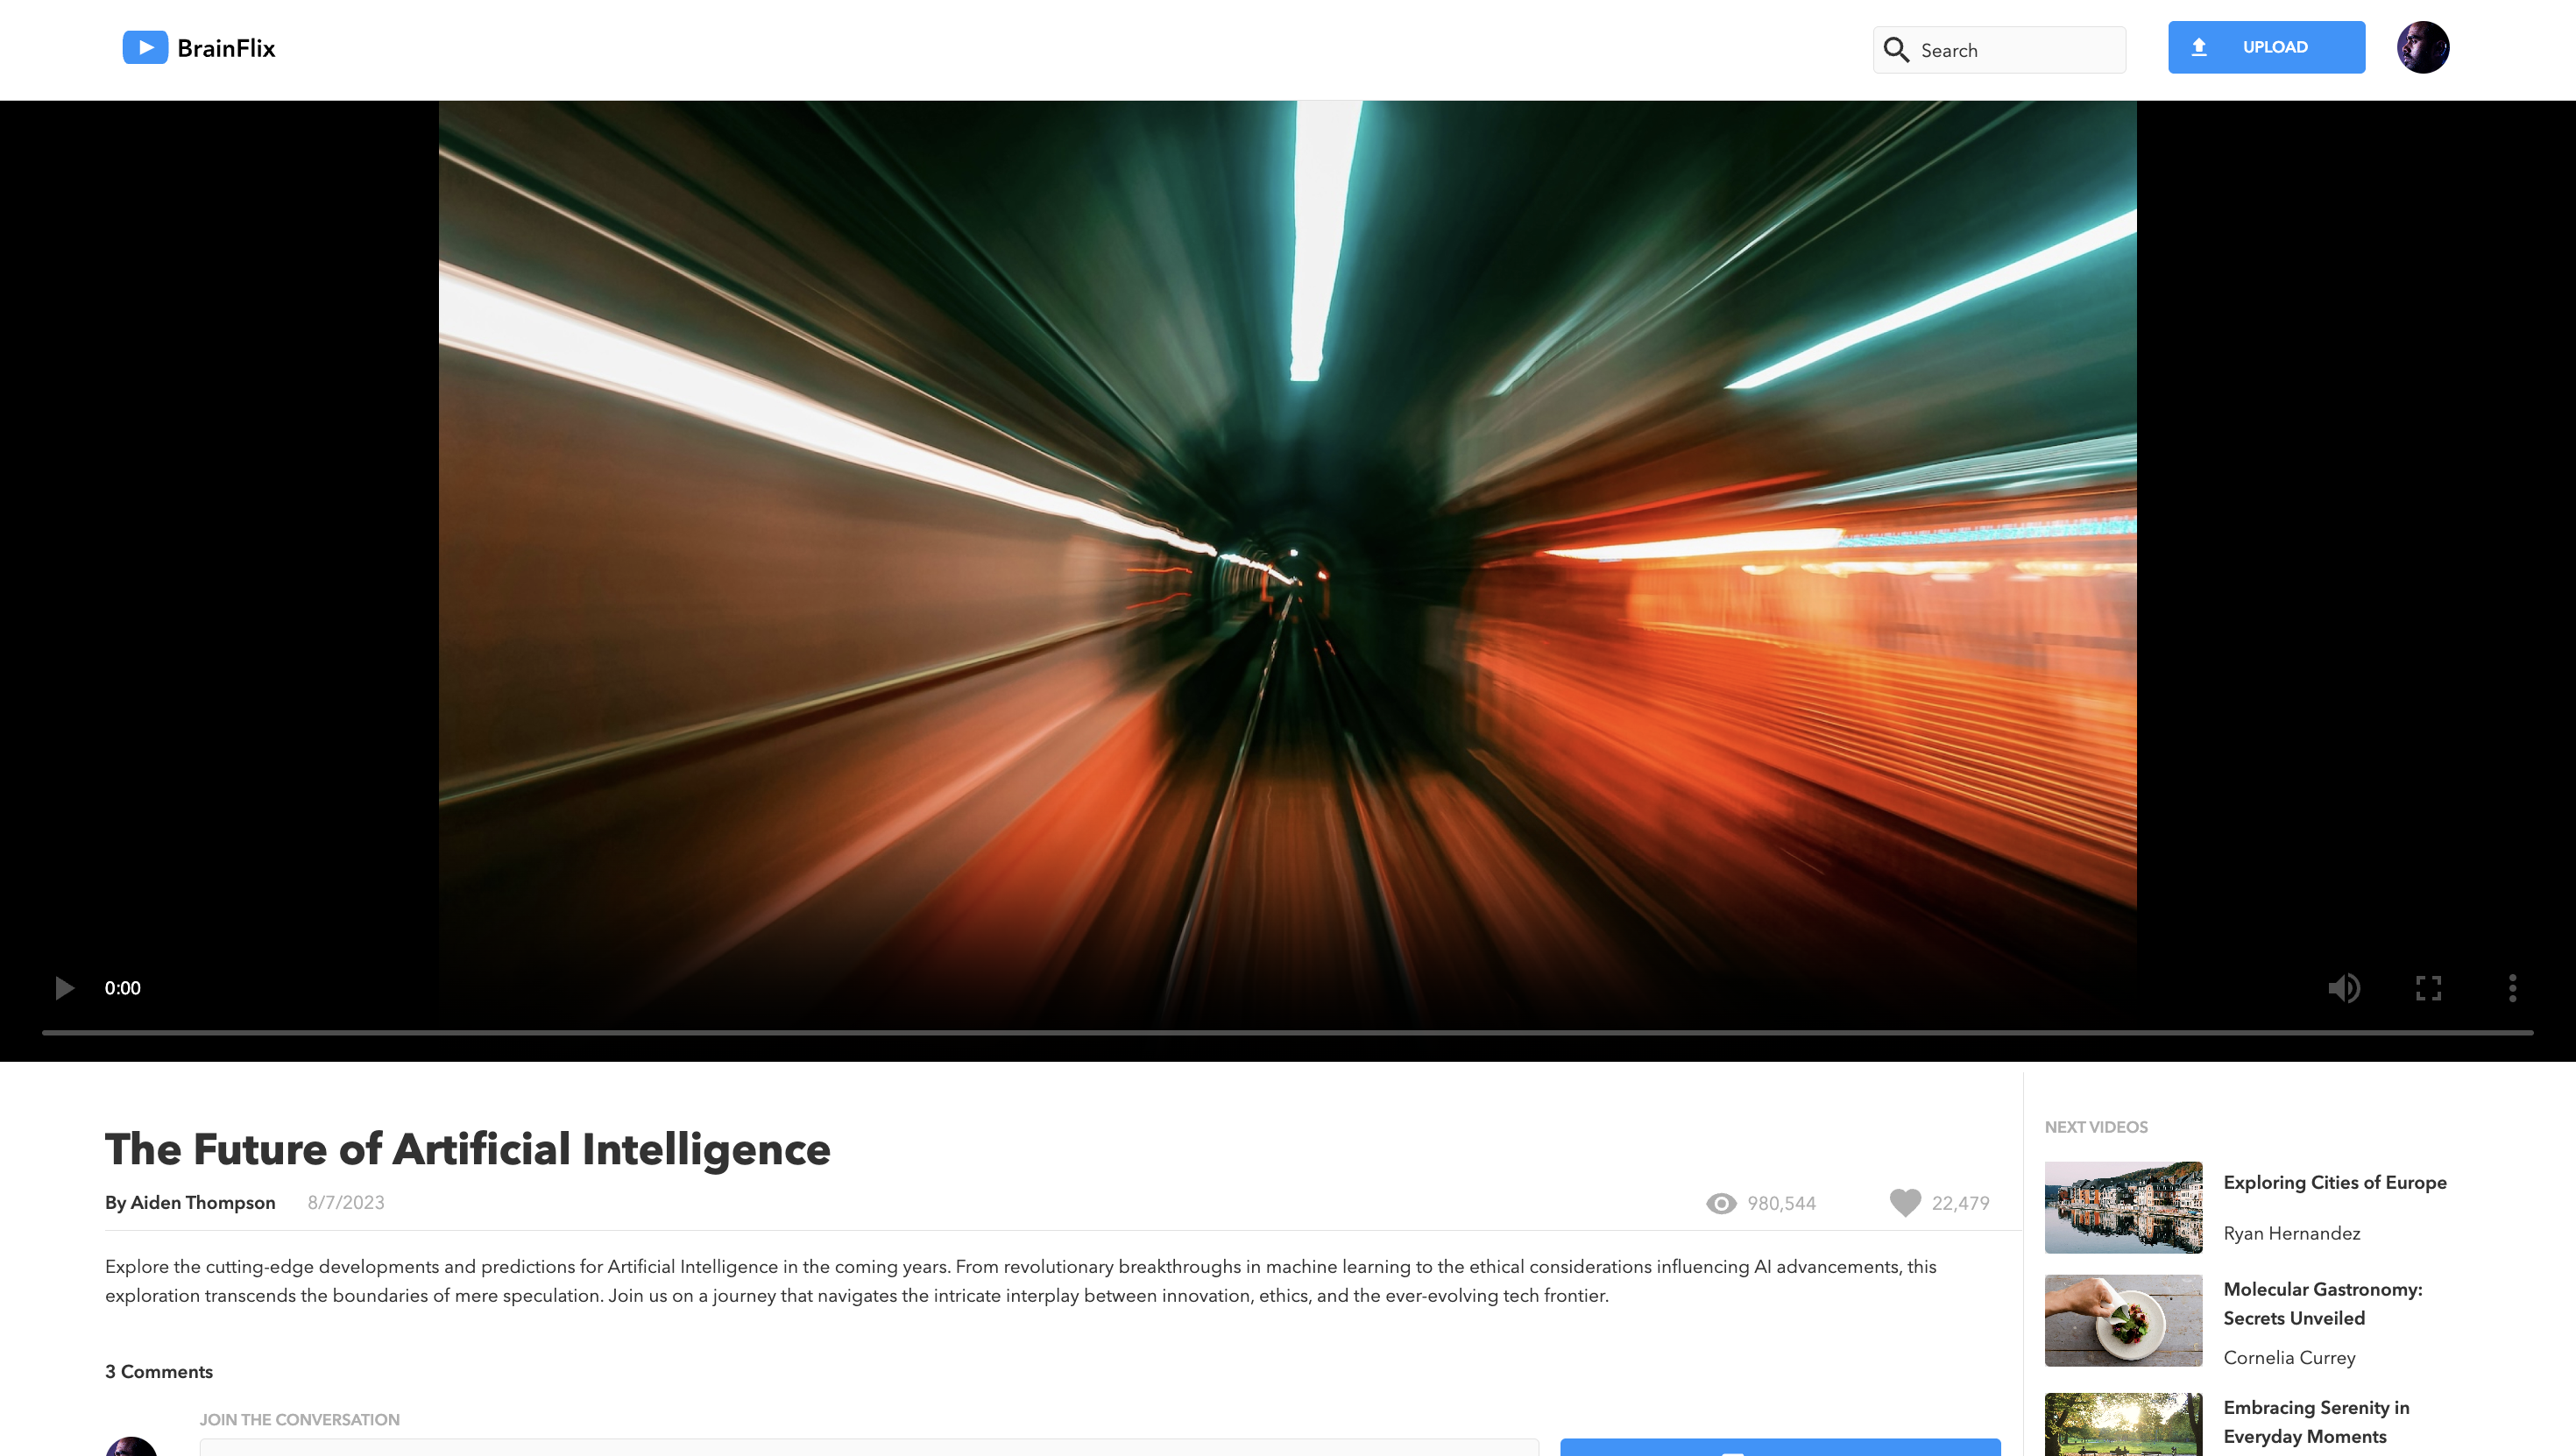 BrainFlix
Search
UPLOAD
0:00
The Future of Artificial Intelligence
By Aiden Thompson 8/7/2023
980,544
22,479
Explore the cutting-edge developments and predictions for Artificial Intelligence in the coming years. From revolutionary breakthroughs in machine learning to the ethical considerations influencing AI advancements, this
exploration transcends the boundaries of mere speculation. Join us on a journey that navigates the intricate interplay between innovation, ethics, and the ever-evolving tech frontier.
3 Comments
JOIN THE CONVERSATION
NEXT VIDEOS
Exploring Cities of Europe
Ryan Hernandez
Molecular Gastronomy:
Secrets Unveiled
Cornelia Currey
Embracing Serenity in
Everyday Moments